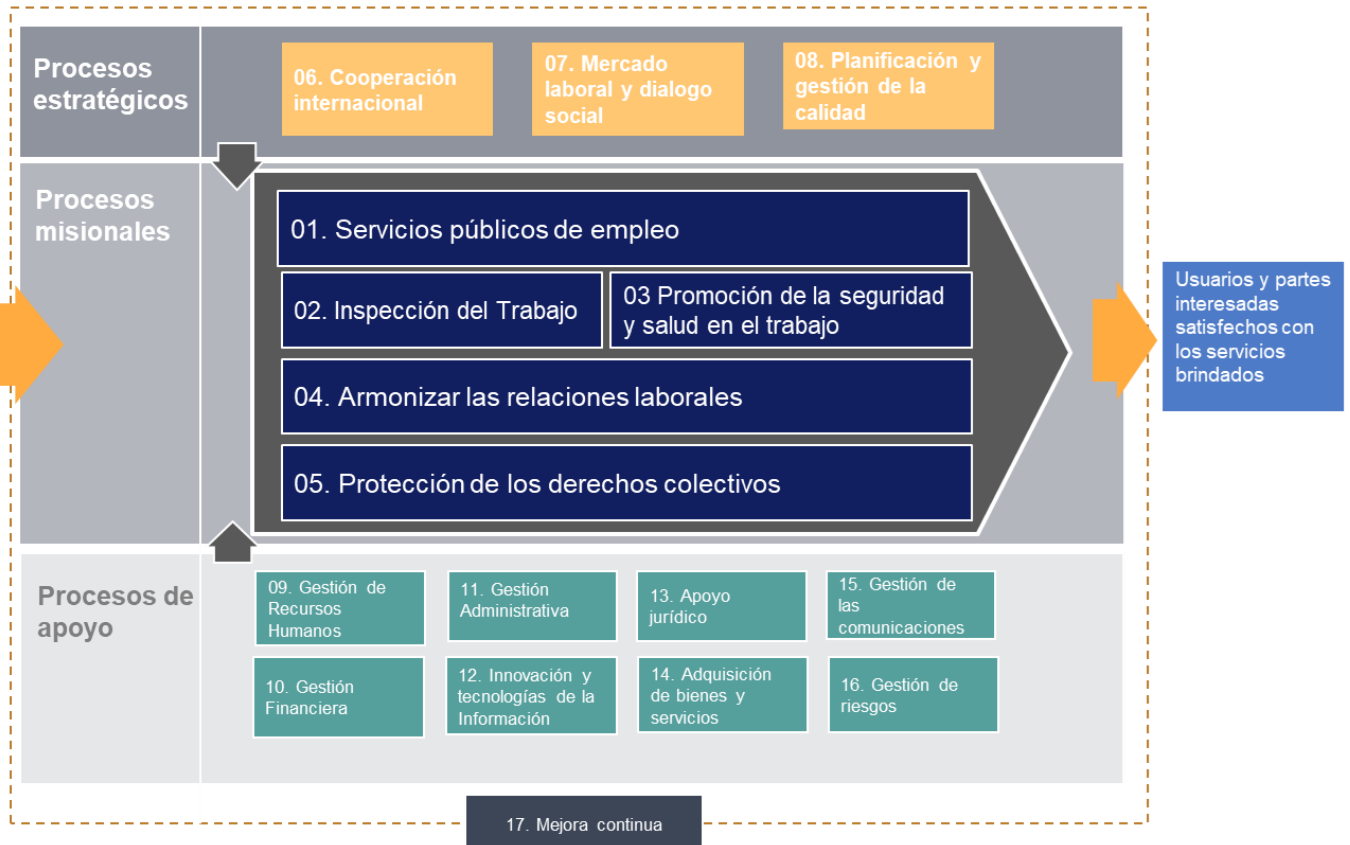 Procesos
estratégicos
06. Cooperación
internacional
07. Mercado
laboral y dialogo
social
08. Planificación y
gestión de la
calidad
Procesos
misionales
01. Servicios públicos de empleo
02. Inspección del Trabajo
03 Promoción de la seguridad
y salud en el trabajo
04. Armonizar las relaciones laborales
05. Protección de los derechos colectivos
Usuarios y partes
interesadas
satisfechos con
los servicios
brindados
Procesos de
apoyo
09. Gestión de
Recursos
Humanos
11. Gestión
Administrativa
13. Apoyo
jurídico
15. Gestión de
las
comunicaciones
10. Gestión
Financiera
12. Innovación y
tecnologías de la
Información
14. Adquisición
de bienes y
servicios
16. Gestión de
riesgos
17. Mejora continua